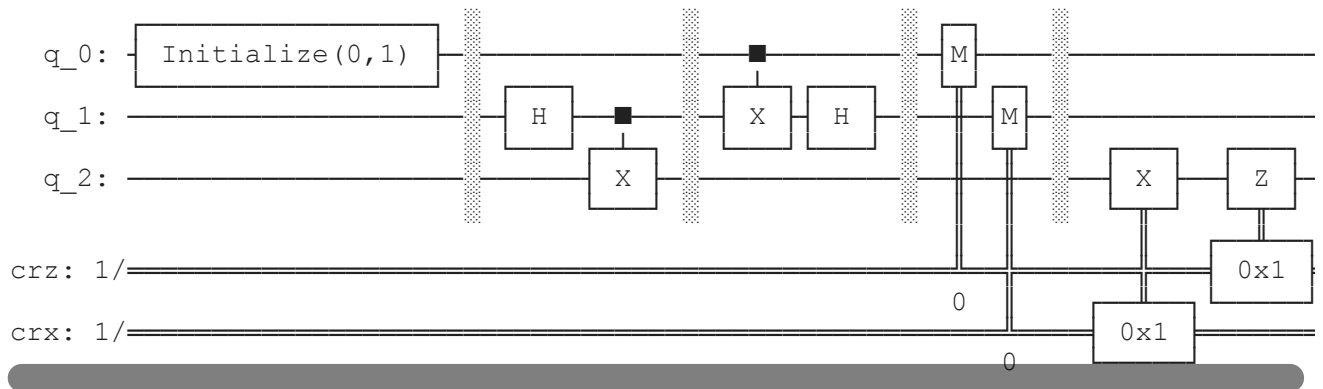 q_0: Initialize(0,1) ■ M
q_1: H ■ X H M
q_2: X X Z
crz: 1/ 0x1
0
crx: 1/ 0x1
0